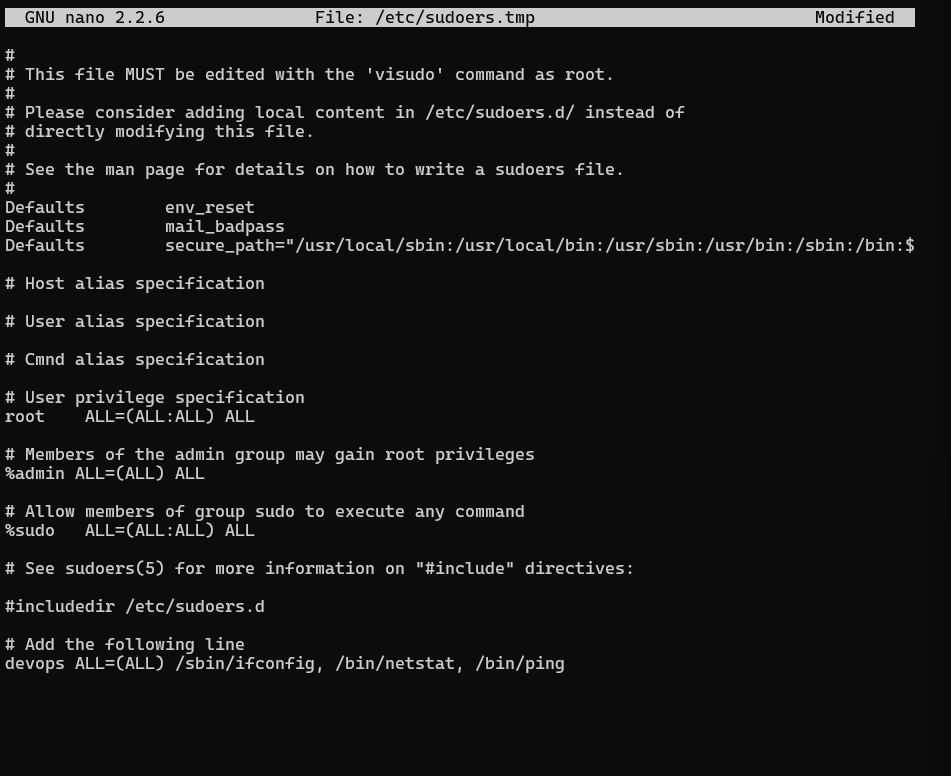 GNU nano 2.2.6 File: /etc/sudoers.tmp Modified
#
# This file MUST be edited with the 'visudo' command as root.
#
# Please consider adding local content in /etc/sudoers.d/ instead of
# directly modifying this file.
#
# See the man page for details on how to write a sudoers file.
#
Defaults        env_reset
Defaults        mail_badpass
Defaults        secure_path="/usr/local/sbin:/usr/local/bin:/usr/sbin:/usr/bin:/sbin:/bin:$
# Host alias specification
# User alias specification
# Cmnd alias specification
# User privilege specification
root    ALL=(ALL:ALL) ALL
# Members of the admin group may gain root privileges
%admin ALL=(ALL) ALL
# Allow members of group sudo to execute any command
%sudo   ALL=(ALL:ALL) ALL
# See sudoers(5) for more information on "#include" directives:
#includedir /etc/sudoers.d
# Add the following line
devops ALL=(ALL) /sbin/ifconfig, /bin/netstat, /bin/ping